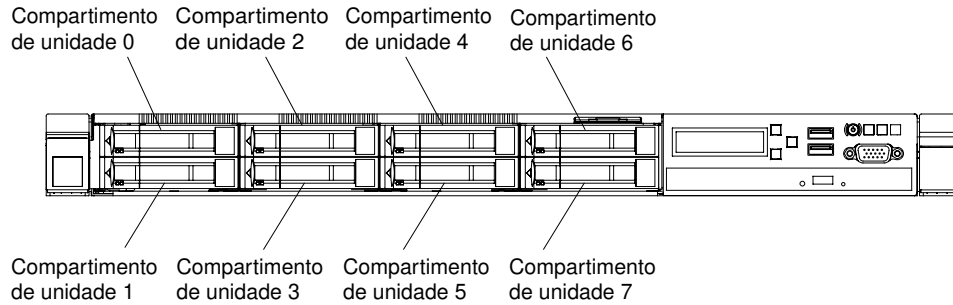 Compartimento
de unidade 0
Compartimento
de unidade 2
Compartimento
de unidade 4
Compartimento
de unidade 6
Compartimento
de unidade 1
Compartimento
de unidade 3
Compartimento
de unidade 5
Compartimento
de unidade 7